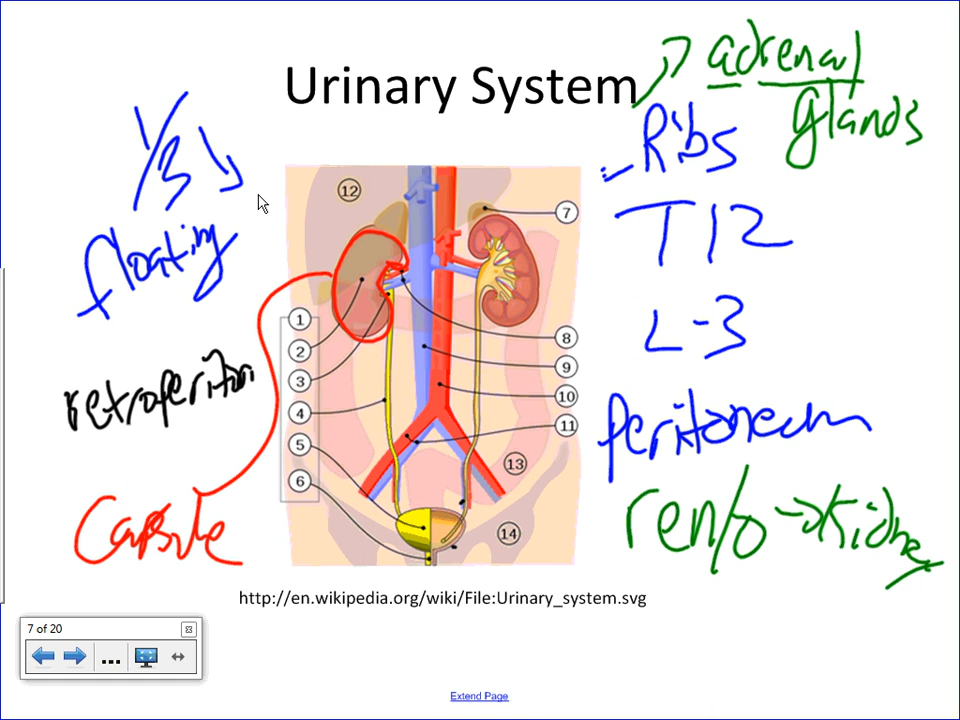 Urinary System
adrenal
glands
Ribs
T12
L-3
peritoneum
ren/o → kidney
1/3
floating
retroperiton
Capsule
12
7
1
2
3
4
5
6
8
9
10
11
13
14
http://en.wikipedia.org/wiki/File:Urinary_system.svg
7 of 20
...
Extend Page